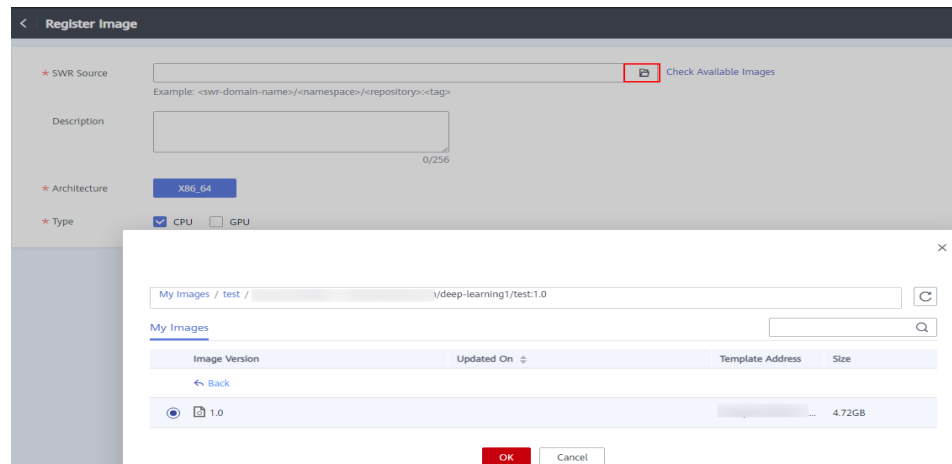 < Register Image
* SWR Source Check Available Images
Example: <swr-domain-name>/<namespace>/<repository>:<tag>
Description
0/256
* Architecture X86_64
* Type CPU GPU
×
My Images / test / /deep-learning1/test:1.0
My Images
Image Version Updated On Template Address Size
Back
1.0 ... 4.72GB
OK Cancel